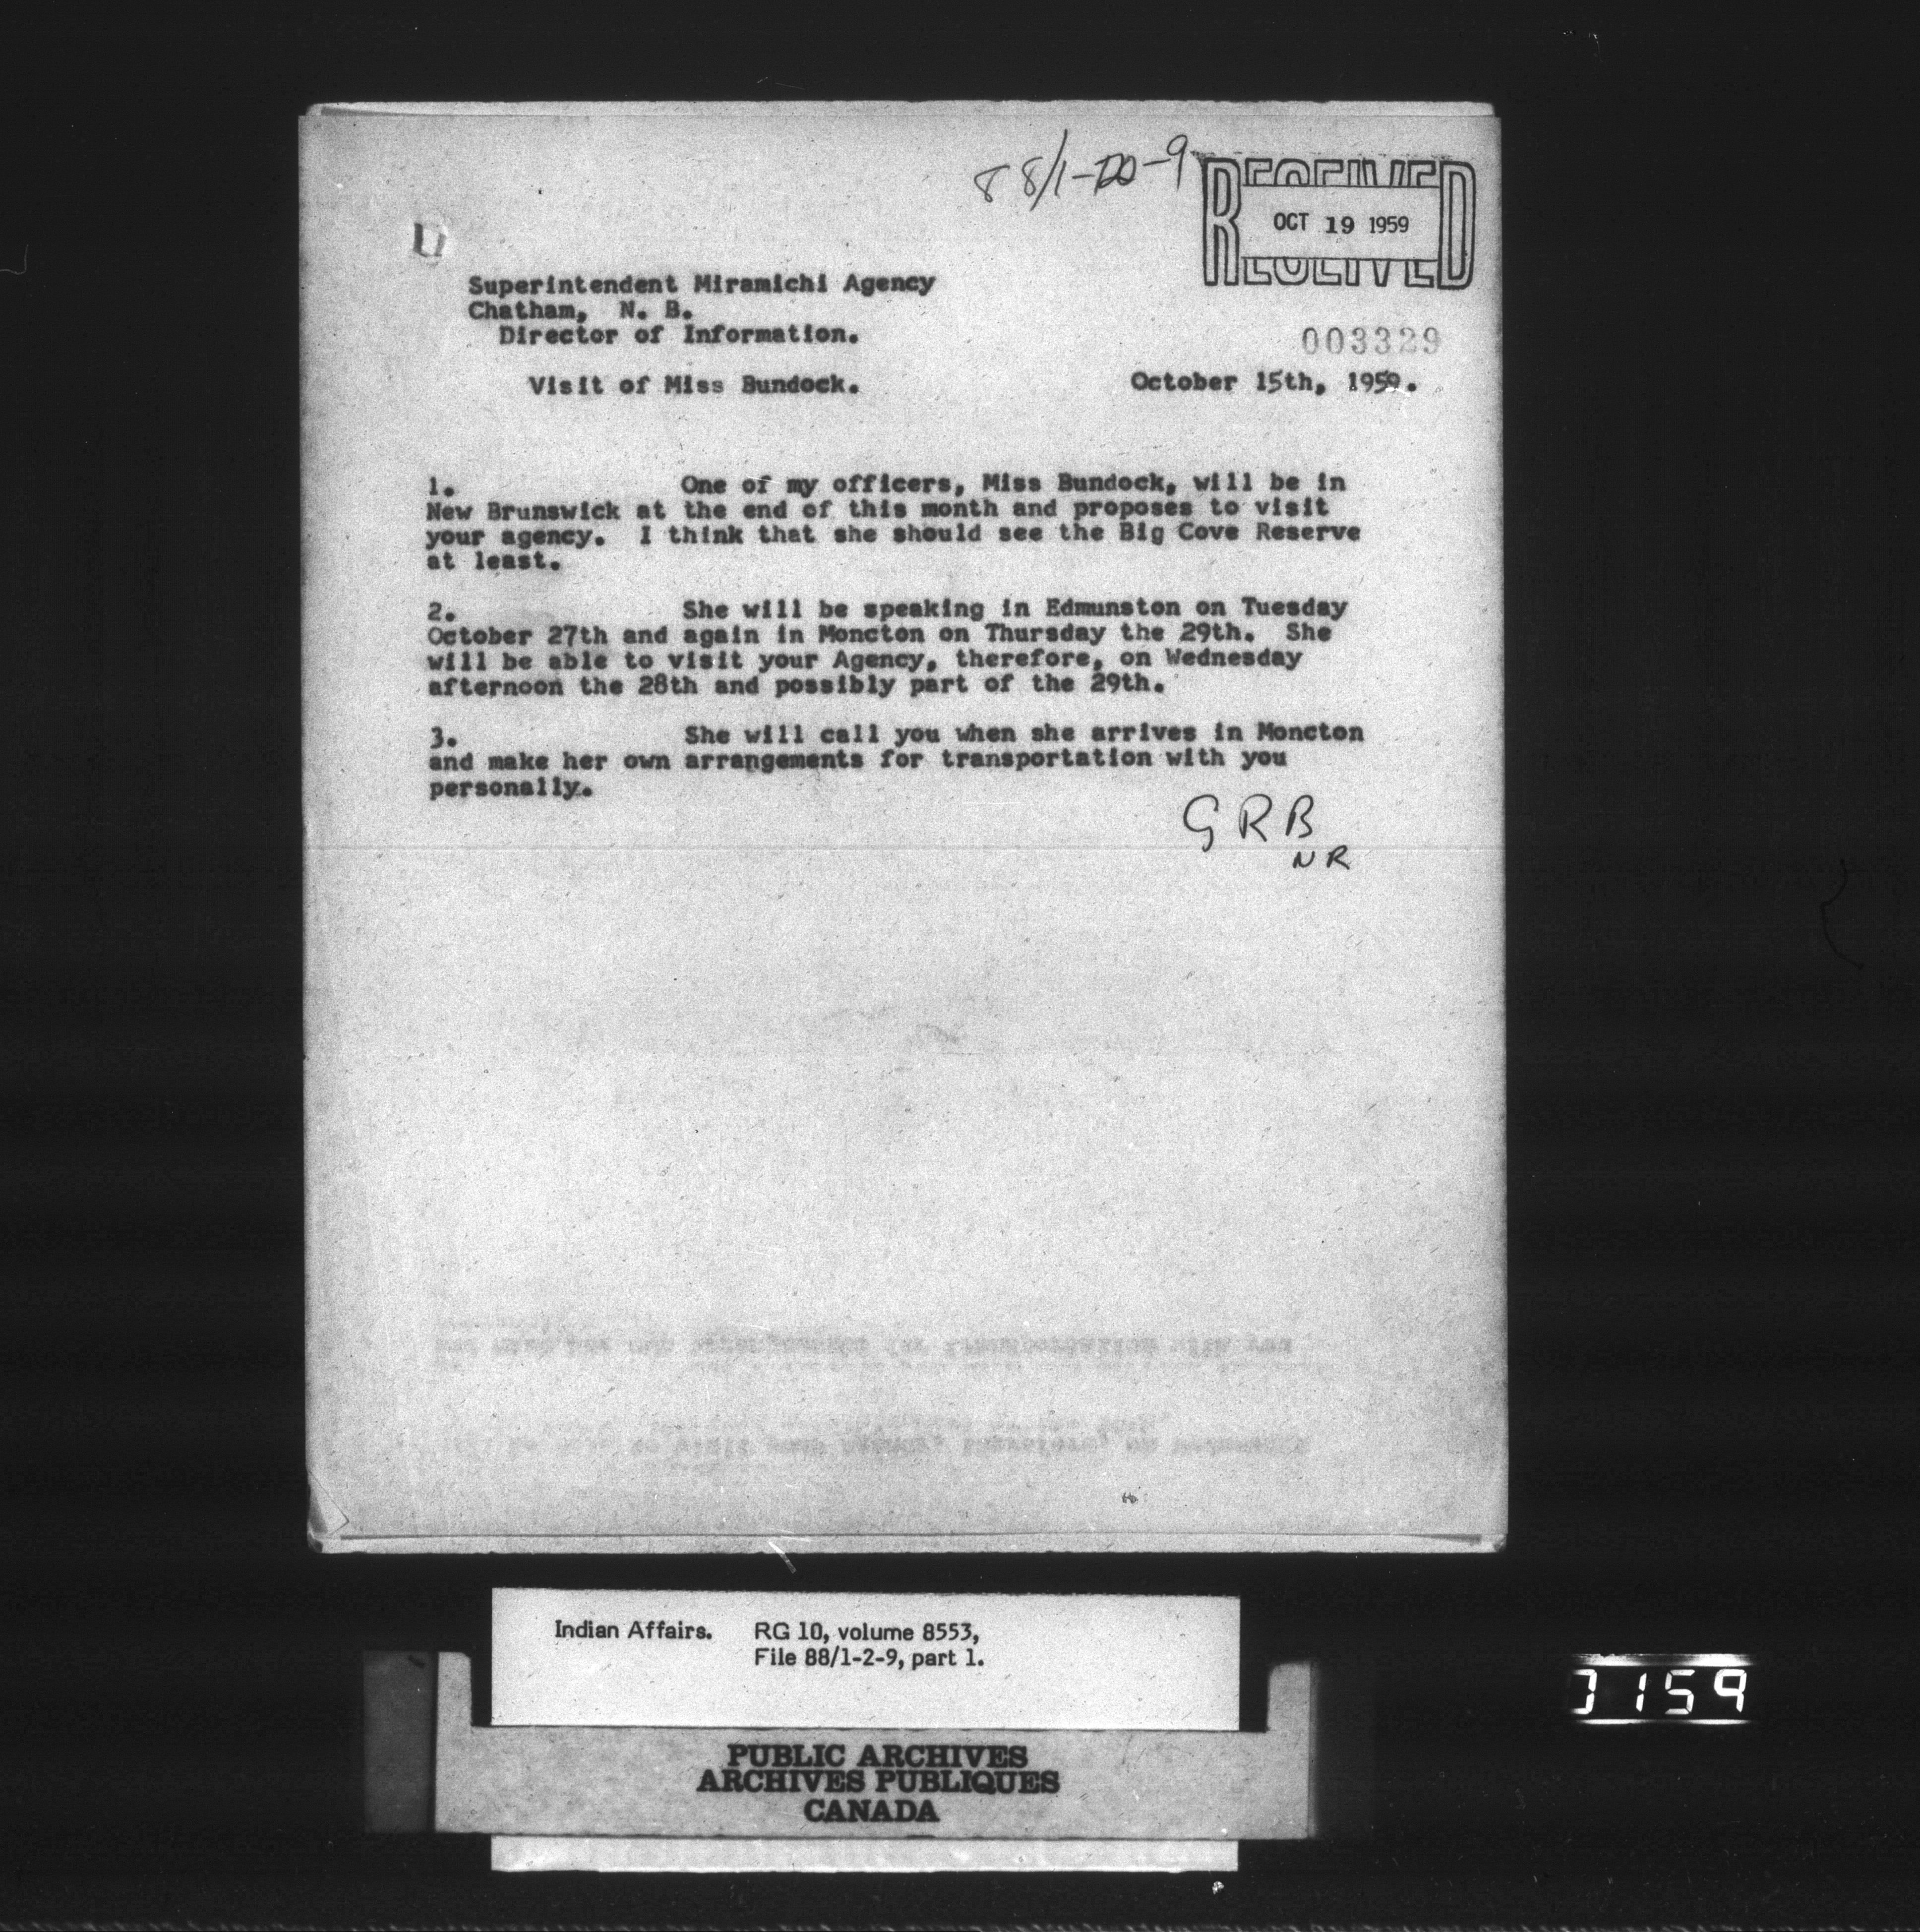 88/1-20-9
RECEIVED
OCT 19 1959
RECEIVED
Superintendent Miramichi Agency
Chatham, N. B.
Director of Information.
003329
Visit of Miss Bundock. October 15th, 1959.
1. One of my officers, Miss Bundock, will be in
New Brunswick at the end of this month and proposes to visit
your agency. I think that she should see the Big Cove Reserve
at least.
2. She will be speaking in Edmunston on Tuesday
October 27th and again in Moncton on Thursday the 29th. She
will be able to visit your Agency, therefore, on Wednesday
afternoon the 28th and possibly part of the 29th.
3. She will call you when she arrives in Moncton
and make her own arrangements for transportation with you
personally.
GRB
NR
Indian Affairs. RG 10, volume 8553,
File 88/1-2-9, part 1.
PUBLIC ARCHIVES
ARCHIVES PUBLIQUES
CANADA
159